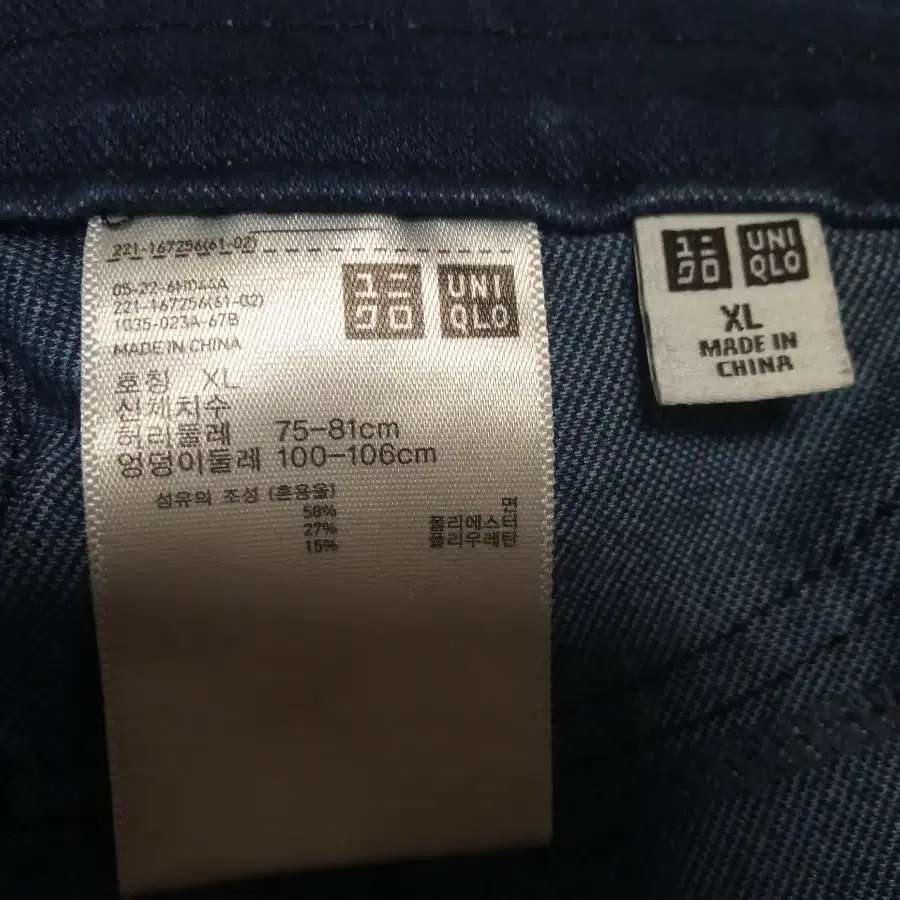 221-167256(61-02)
05-32-6M044A
221-167256(61-02)
1035-023A-67B
MADE IN CHINA
ユニ
クロ
UNI
QLO
호칭 XL
신체치수
허리둘레 75-81cm
엉덩이둘레 100-106cm
섬유의 조성 (혼용율)
면 58%
폴리에스터 27%
폴리우레탄 15%
ユニ
クロ
UNI
QLO
XL
MADE IN
CHINA